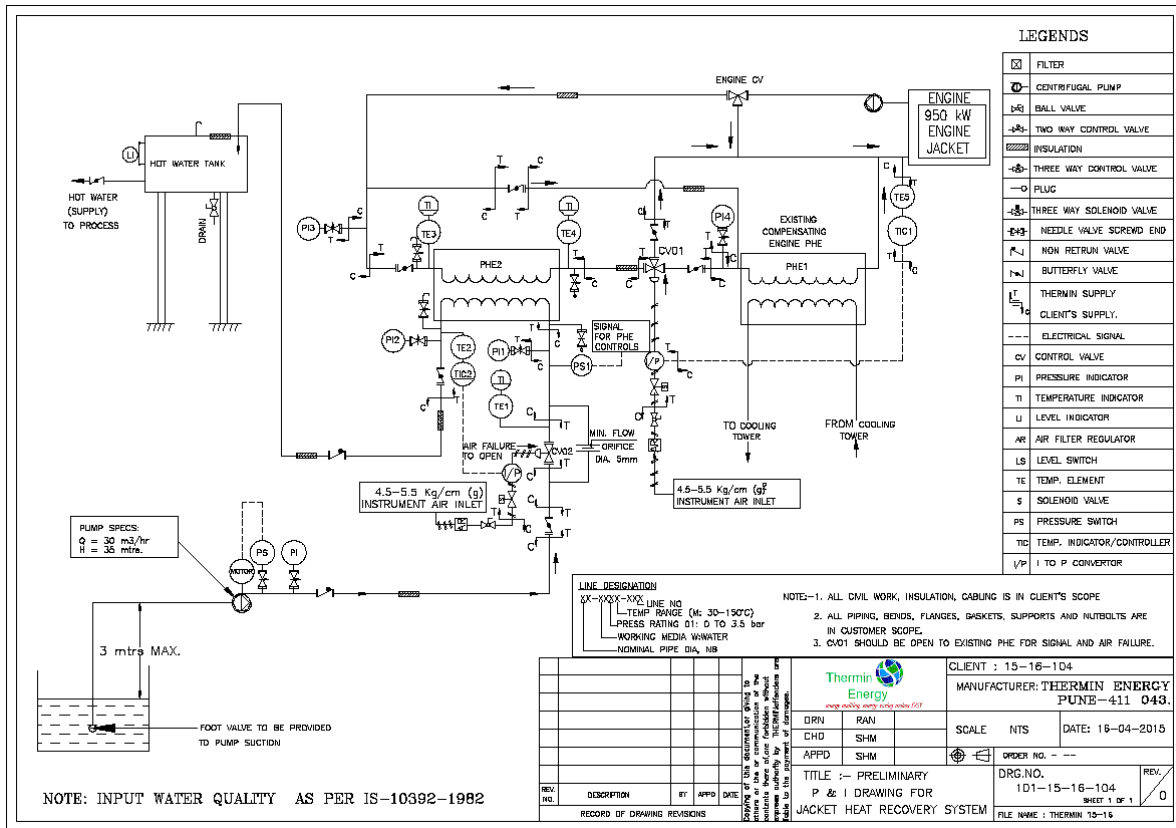 LEGENDS
FILTER
CENTRIFUGAL PUMP
BALL VALVE
TWO WAY CONTROL VALVE
INSULATION
THREE WAY CONTROL VALVE
PLUG
THREE WAY SOLENOID VALVE
NEEDLE VALVE SCREWD END
NON RETRUN VALVE
BUTTERFLY VALVE
T THERMIN SUPPLY
C CLIENT'S SUPPLY.
ELECTRICAL SIGNAL
CV CONTROL VALVE
PI PRESSURE INDICATOR
TI TEMPERATURE INDICATOR
LI LEVEL INDICATOR
AR AIR FILTER REGULATOR
LS LEVEL SWITCH
TE TEMP. ELEMENT
S SOLENOID VALVE
PS PRESSURE SWITCH
TIC TEMP. INDICATOR/CONTROLLER
I/P I TO P CONVERTOR
ENGINE CV
ENGINE
950 kW
ENGINE
JACKET
LI
HOT WATER TANK
HOT WATER
(SUPPLY)
TO PROCESS
DRAIN
PI3
TI
TE3
TI
TE4
PI4
EXISTING
COMPENSATING
ENGINE PHE
TE5
TIC1
CV01
PHE2
PHE1
PI2
TE2
TIC2
PI1
PS1
SIGNAL
FOR PHE
CONTROLS
I/P
TI
TE1
TO COOLING
TOWER
FROM COOLING
TOWER
MIN. FLOW
ORIFICE
DIA. 5mm
AIR FAILURE
TO OPEN
CV02
I/P
4.5-5.5 Kg/cm (g)
INSTRUMENT AIR INLET
4.5-5.5 Kg/cm (g)2
INSTRUMENT AIR INLET
PUMP SPECS:
Q = 30 m3/hr
H = 35 mtrs.
MOTOR
PS
PI
3 mtrs MAX.
FOOT VALVE TO BE PROVIDED
TO PUMP SUCTION
NOTE: INPUT WATER QUALITY AS PER IS-10392-1982
LINE DESIGNATION
XX-XXXX-XXX
LINE NO
TEMP RANGE (M: 30-150°C)
PRESS RATING 01: 0 TO 3.5 bar
WORKING MEDIA W:WATER
NOMINAL PIPE DIA, NB
NOTE:-1. ALL CIVIL WORK, INSULATION, CABLING IS IN CLIENT'S SCOPE
2. ALL PIPING, BENDS, FLANGES, GASKETS, SUPPORTS AND NUTBOLTS ARE
IN CUSTOMER SCOPE.
3. CV01 SHOULD BE OPEN TO EXISTING PHE FOR SIGNAL AND AIR FAILURE.
Thermin
Energy
DRN RAN
CHD SHM
APPD SHM
CLIENT : 15-16-104
MANUFACTURER: THERMIN ENERGY
PUNE-411 043.
SCALE NTS DATE: 16-04-2015
ORDER NO. - --
TITLE :- PRELIMINARY
P & I DRAWING FOR
JACKET HEAT RECOVERY SYSTEM
DRG.NO.
1D1-15-16-104
SHEET 1 OF 1
REV.
0
FILE NAME : THERMIN 15-16
REV. NO. DESCRIPTION BY APPD DATE
RECORD OF DRAWING REVISIONS